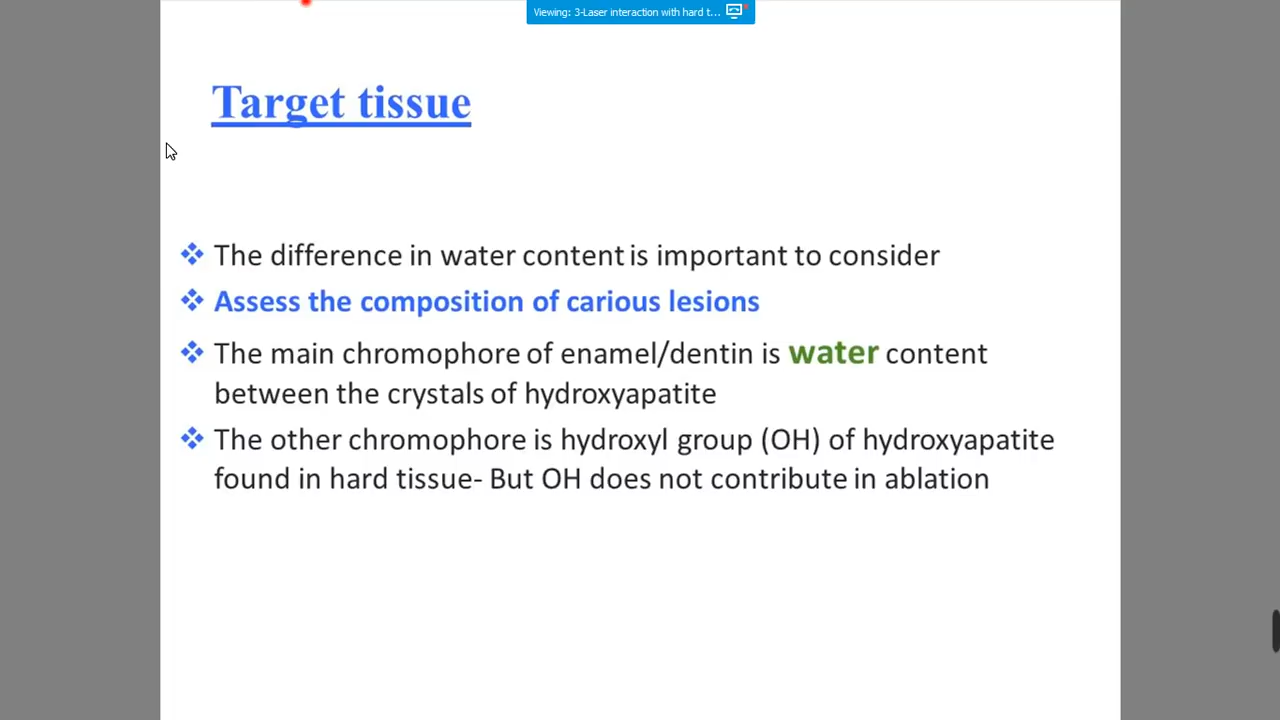 Viewing: 3-Laser interaction with hard t...
Target tissue
The difference in water content is important to consider
Assess the composition of carious lesions
The main chromophore of enamel/dentin is water content
between the crystals of hydroxyapatite
The other chromophore is hydroxyl group (OH) of hydroxyapatite
found in hard tissue- But OH does not contribute in ablation